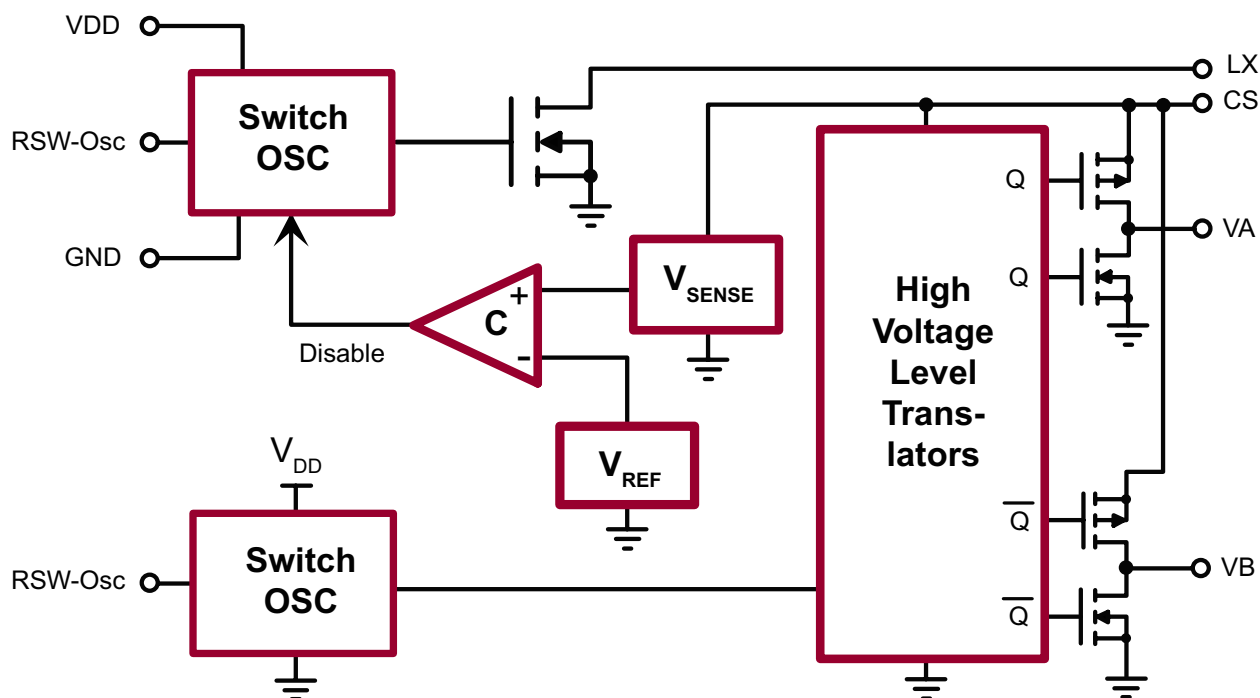 VDD
RSW-Osc
GND
Switch
OSC
LX
CS
Disable
C
+
-
VSENSE
VREF
VDD
RSW-Osc
Switch
OSC
High
Voltage
Level
Trans-
lators
Q
Q
Q̅
Q̅
VA
VB